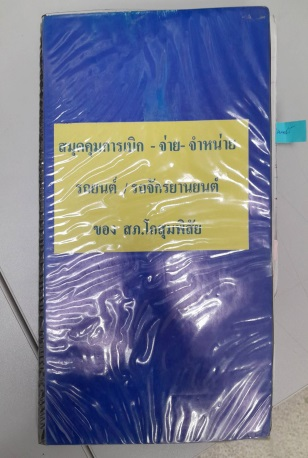 สมุดคุมการเบิก - จ่าย - จำหน่าย
รถยนต์ / รถจักรยานยนต์
ของ สภ.โกสุมพิสัย